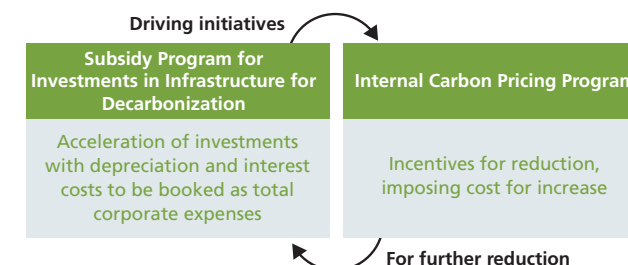 Driving initiatives
Subsidy Program for
Investments in Infrastructure for
Decarbonization
Internal Carbon Pricing Program
Acceleration of investments
with depreciation and interest
costs to be booked as total
corporate expenses
Incentives for reduction,
imposing cost for increase
For further reduction